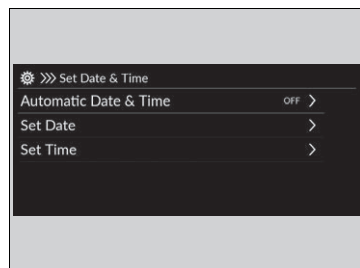 >>> Set Date & Time
Automatic Date & Time OFF >
Set Date >
Set Time >